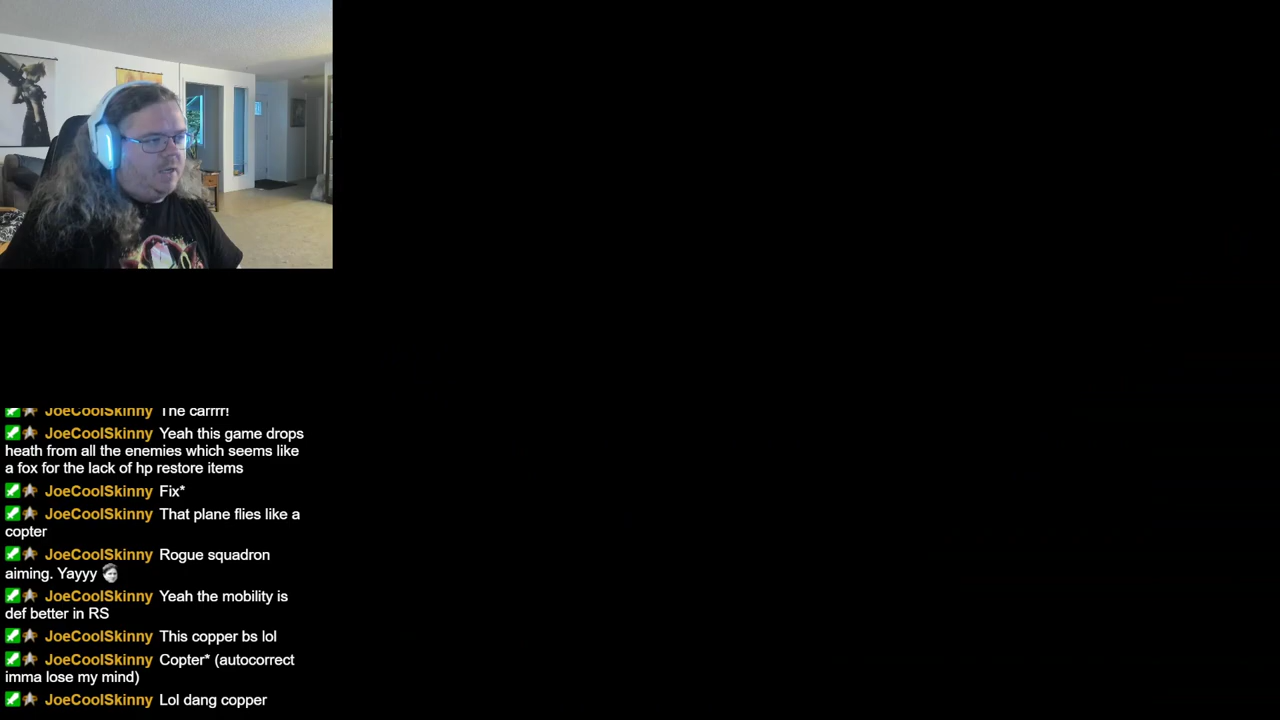 JoeCoolSkinny The carrrr!
JoeCoolSkinny Yeah this game drops
heath from all the enemies which seems like
a fox for the lack of hp restore items
JoeCoolSkinny Fix*
JoeCoolSkinny That plane flies like a
copter
JoeCoolSkinny Rogue squadron
aiming. Yayyy
JoeCoolSkinny Yeah the mobility is
def better in RS
JoeCoolSkinny This copper bs lol
JoeCoolSkinny Copter* (autocorrect
imma lose my mind)
JoeCoolSkinny Lol dang copper